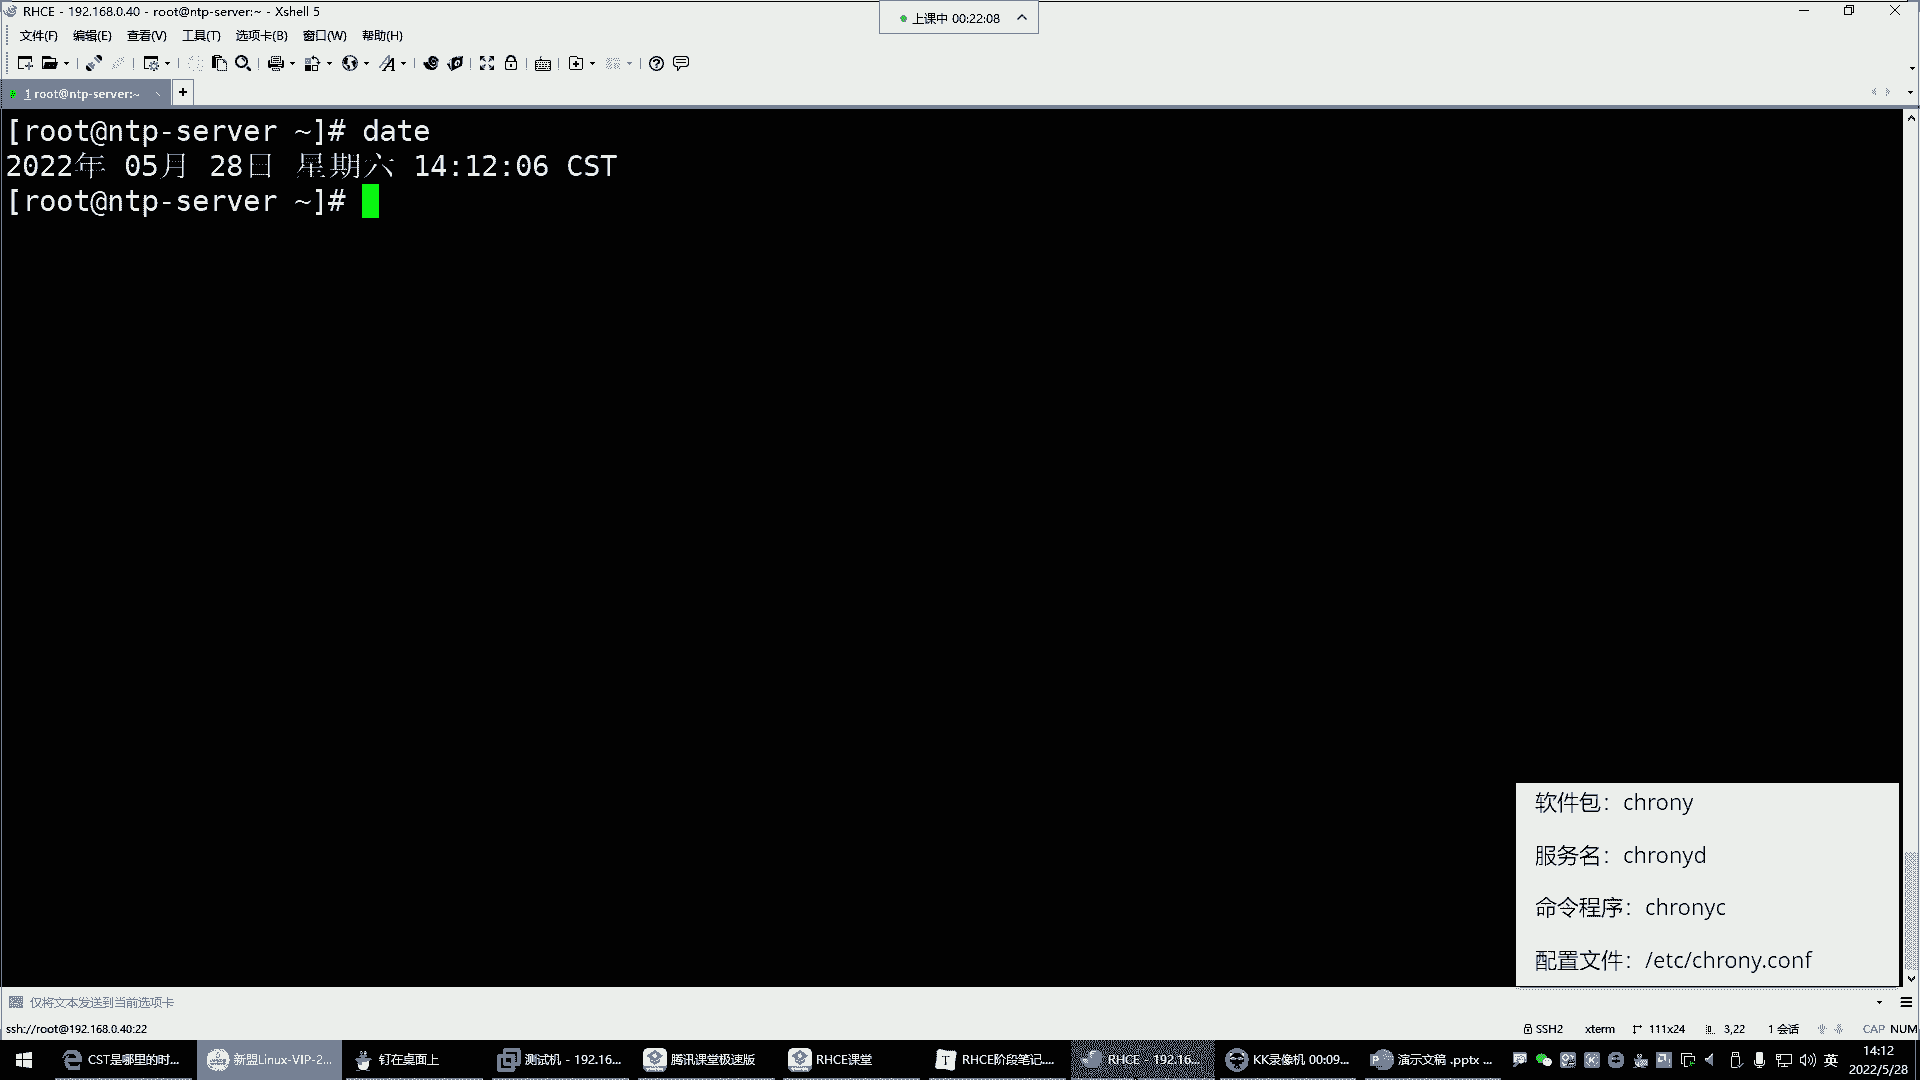 RHCE - 192.168.0.40 - root@ntp-server:~ - Xshell 5
上课中 00:22:08
文件(F) 编辑(E) 查看(V) 工具(T) 选项卡(B) 窗口(W) 帮助(H)
1 root@ntp-server:~
[root@ntp-server ~]# date
2022年 05月 28日 星期六 14:12:06 CST
[root@ntp-server ~]#
软件包：chrony
服务名：chronyd
命令程序：chronyc
配置文件：/etc/chrony.conf
仅将文本发送到当前选项卡
ssh://root@192.168.0.40:22
SSH2 xterm 111x24 3,22 1 会话 CAP NUM
CST是哪里的时... 新盟Linux-VIP-2... 钉在桌面上 测试机 - 192.16... 腾讯课堂极速版 RHCE课堂 RHCE阶段笔记.... RHCE - 192.16... KK录像机 00:09... 演示文稿 .pptx ... 英 14:12
2022/5/28